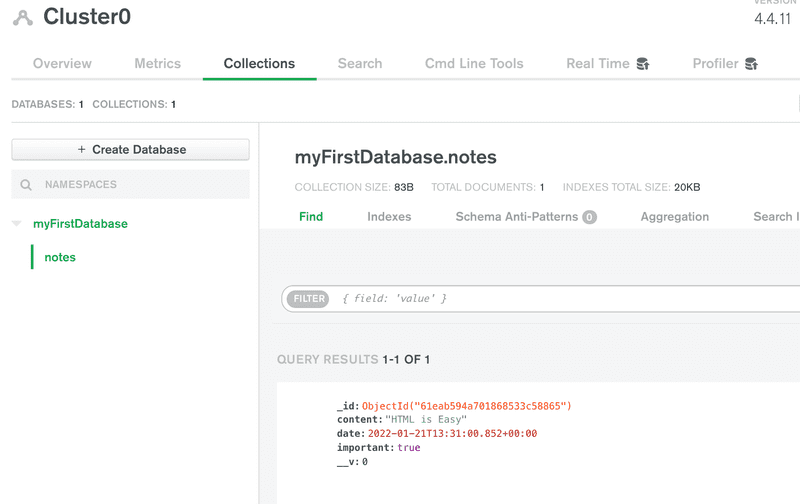 Cluster0
VERSION
4.4.11
Overview Metrics Collections Search Cmd Line Tools Real Time Profiler
DATABASES: 1 COLLECTIONS: 1
+ Create Database
NAMESPACES
myFirstDatabase
notes
myFirstDatabase.notes
COLLECTION SIZE: 83B TOTAL DOCUMENTS: 1 INDEXES TOTAL SIZE: 20KB
Find Indexes Schema Anti-Patterns 0 Aggregation Search I
FILTER { field: 'value' }
QUERY RESULTS 1-1 OF 1
_id: ObjectId("61eab594a701868533c58865")
content: "HTML is Easy"
date: 2022-01-21T13:31:00.852+00:00
important: true
__v: 0